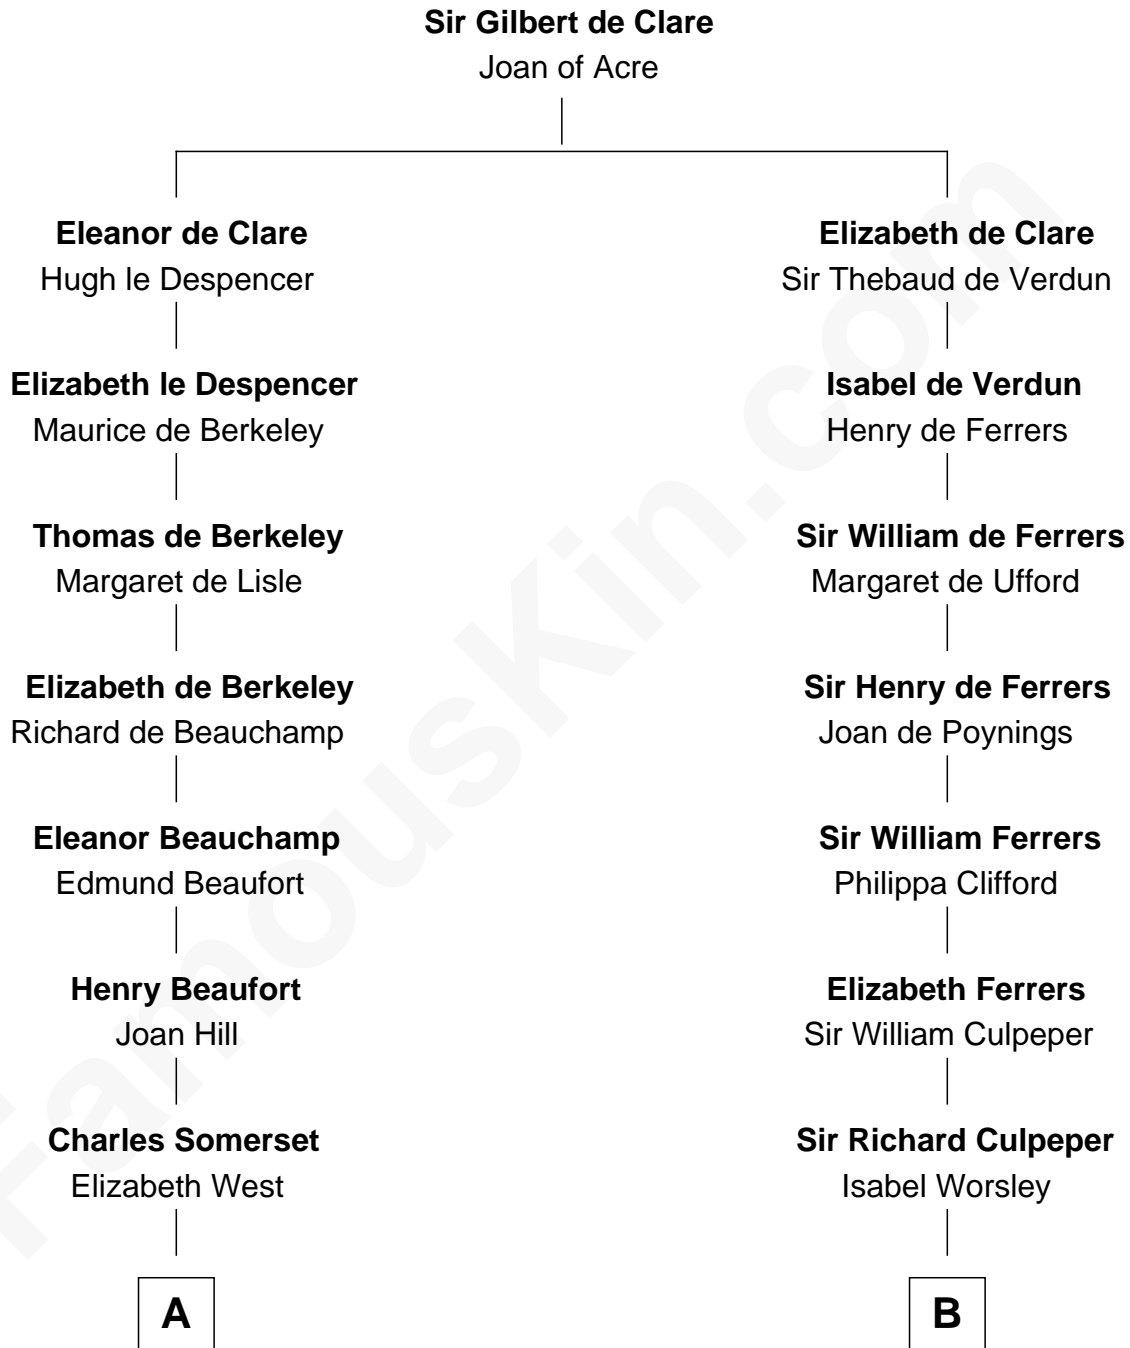 Sir Gilbert de Clare
Joan of Acre
Eleanor de Clare
Hugh le Despencer
Elizabeth de Clare
Sir Thebaud de Verdun
Elizabeth le Despencer
Maurice de Berkeley
Isabel de Verdun
Henry de Ferrers
Thomas de Berkeley
Margaret de Lisle
Sir William de Ferrers
Margaret de Ufford
Elizabeth de Berkeley
Richard de Beauchamp
Sir Henry de Ferrers
Joan de Poynings
Eleanor Beauchamp
Edmund Beaufort
Sir William Ferrers
Philippa Clifford
Henry Beaufort
Joan Hill
Elizabeth Ferrers
Sir William Culpeper
Charles Somerset
Elizabeth West
Sir Richard Culpeper
Isabel Worsley
A
B
FamousKin.com